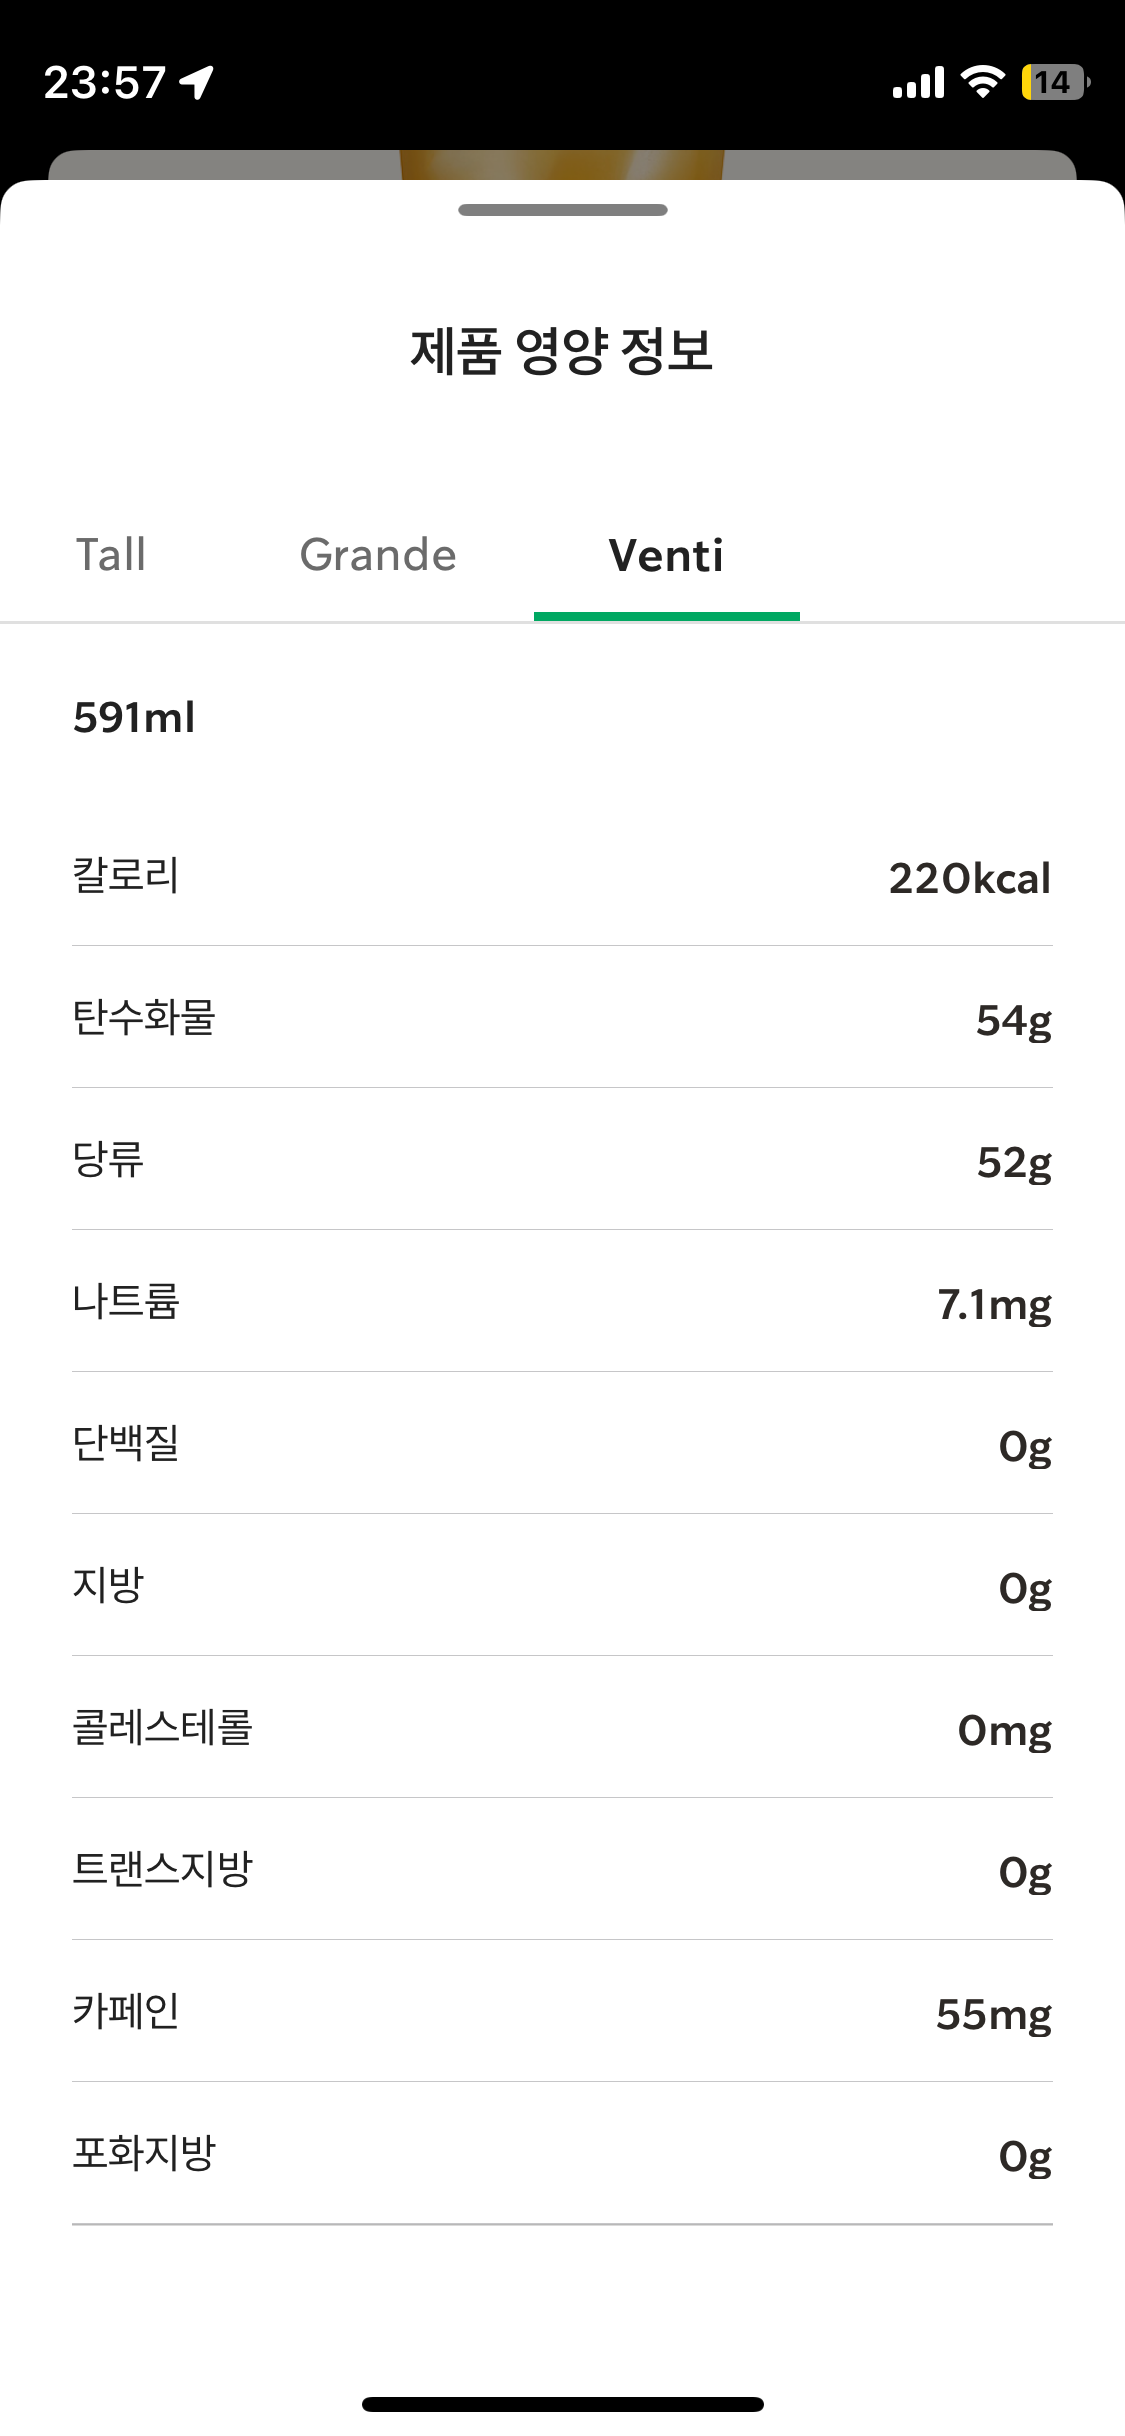 23:57
14
제품 영양 정보
Tall Grande Venti
591ml
칼로리 220kcal
탄수화물 54g
당류 52g
나트륨 7.1mg
단백질 0g
지방 0g
콜레스테롤 0mg
트랜스지방 0g
카페인 55mg
포화지방 0g